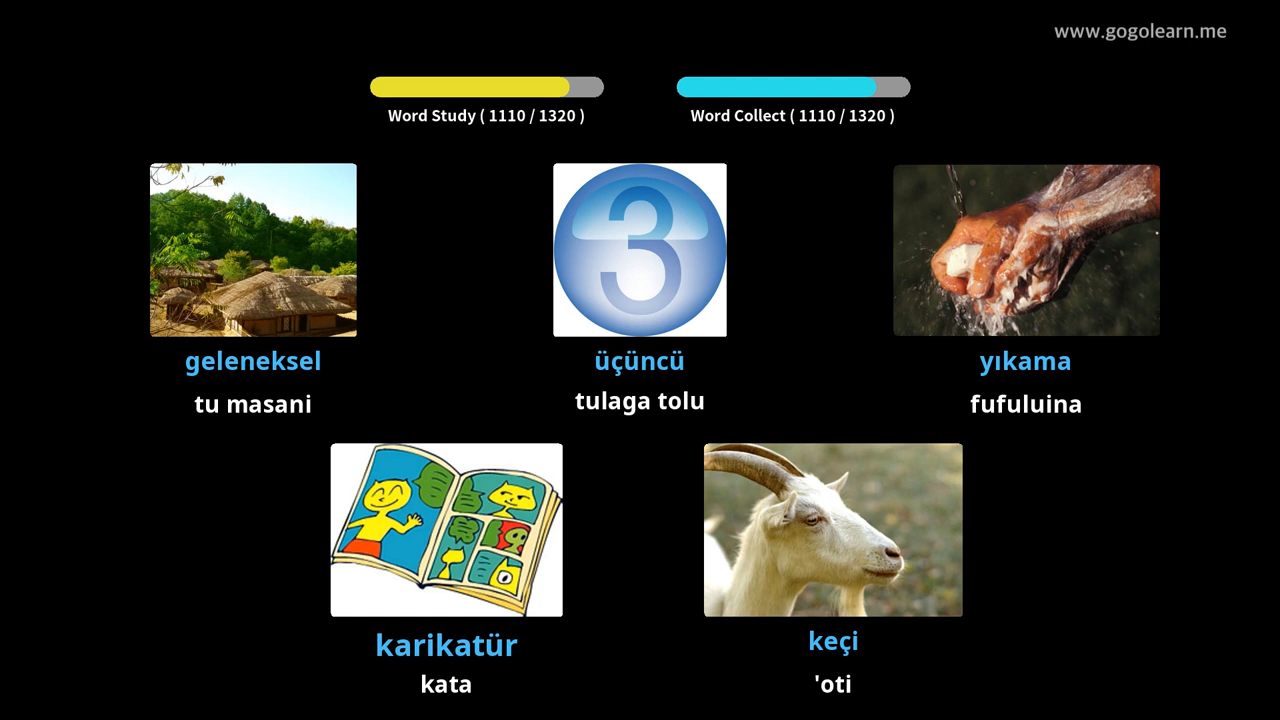 www.gogolearn.me
Word Study ( 1110 / 1320 )
Word Collect ( 1110 / 1320 )
3
geleneksel
tu masani
üçüncü
tulaga tolu
yıkama
fufuluina
karikatür
kata
keçi
'oti